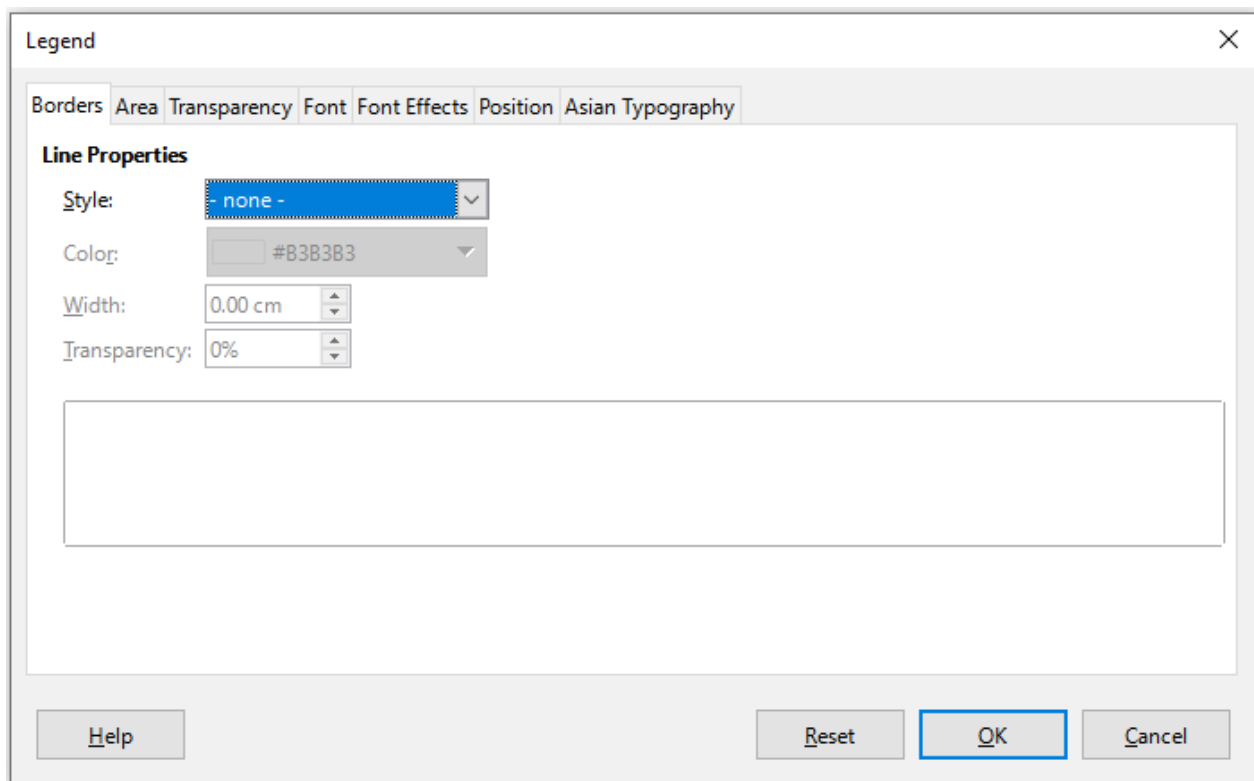 Legend
Borders Area Transparency Font Font Effects Position Asian Typography
Line Properties
Style: - none -
Color: #B3B3B3
Width: 0.00 cm
Transparency: 0%
Help Reset OK Cancel